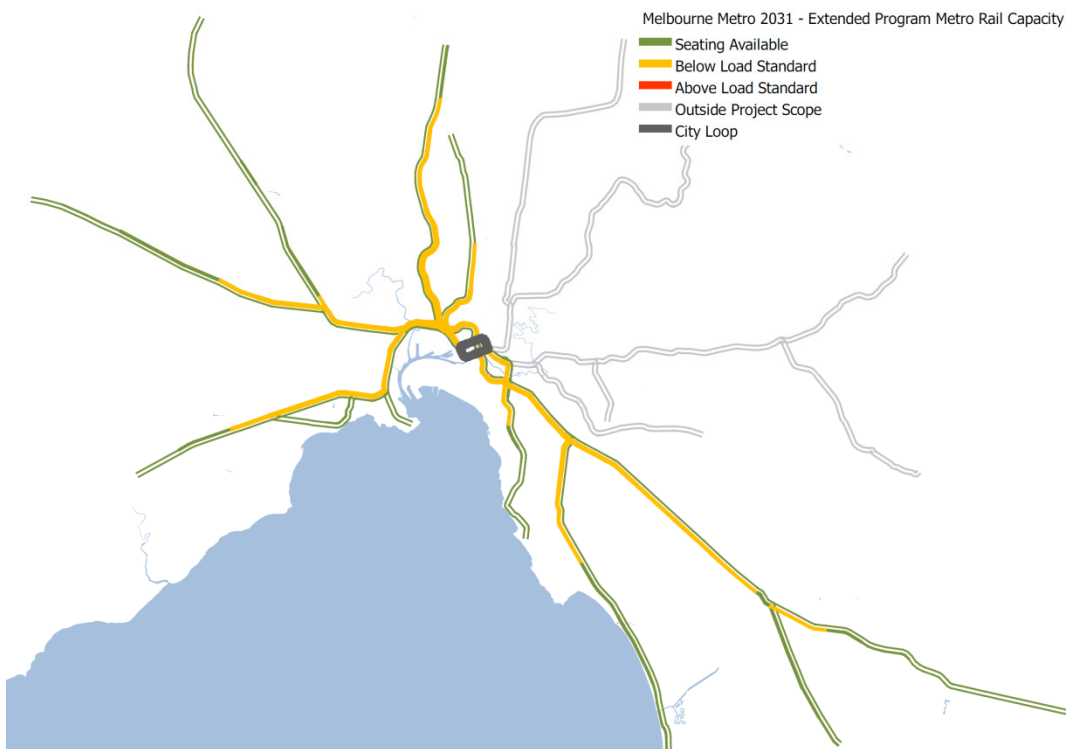 Melbourne Metro 2031 - Extended Program Metro Rail Capacity
Seating Available
Below Load Standard
Above Load Standard
Outside Project Scope
City Loop